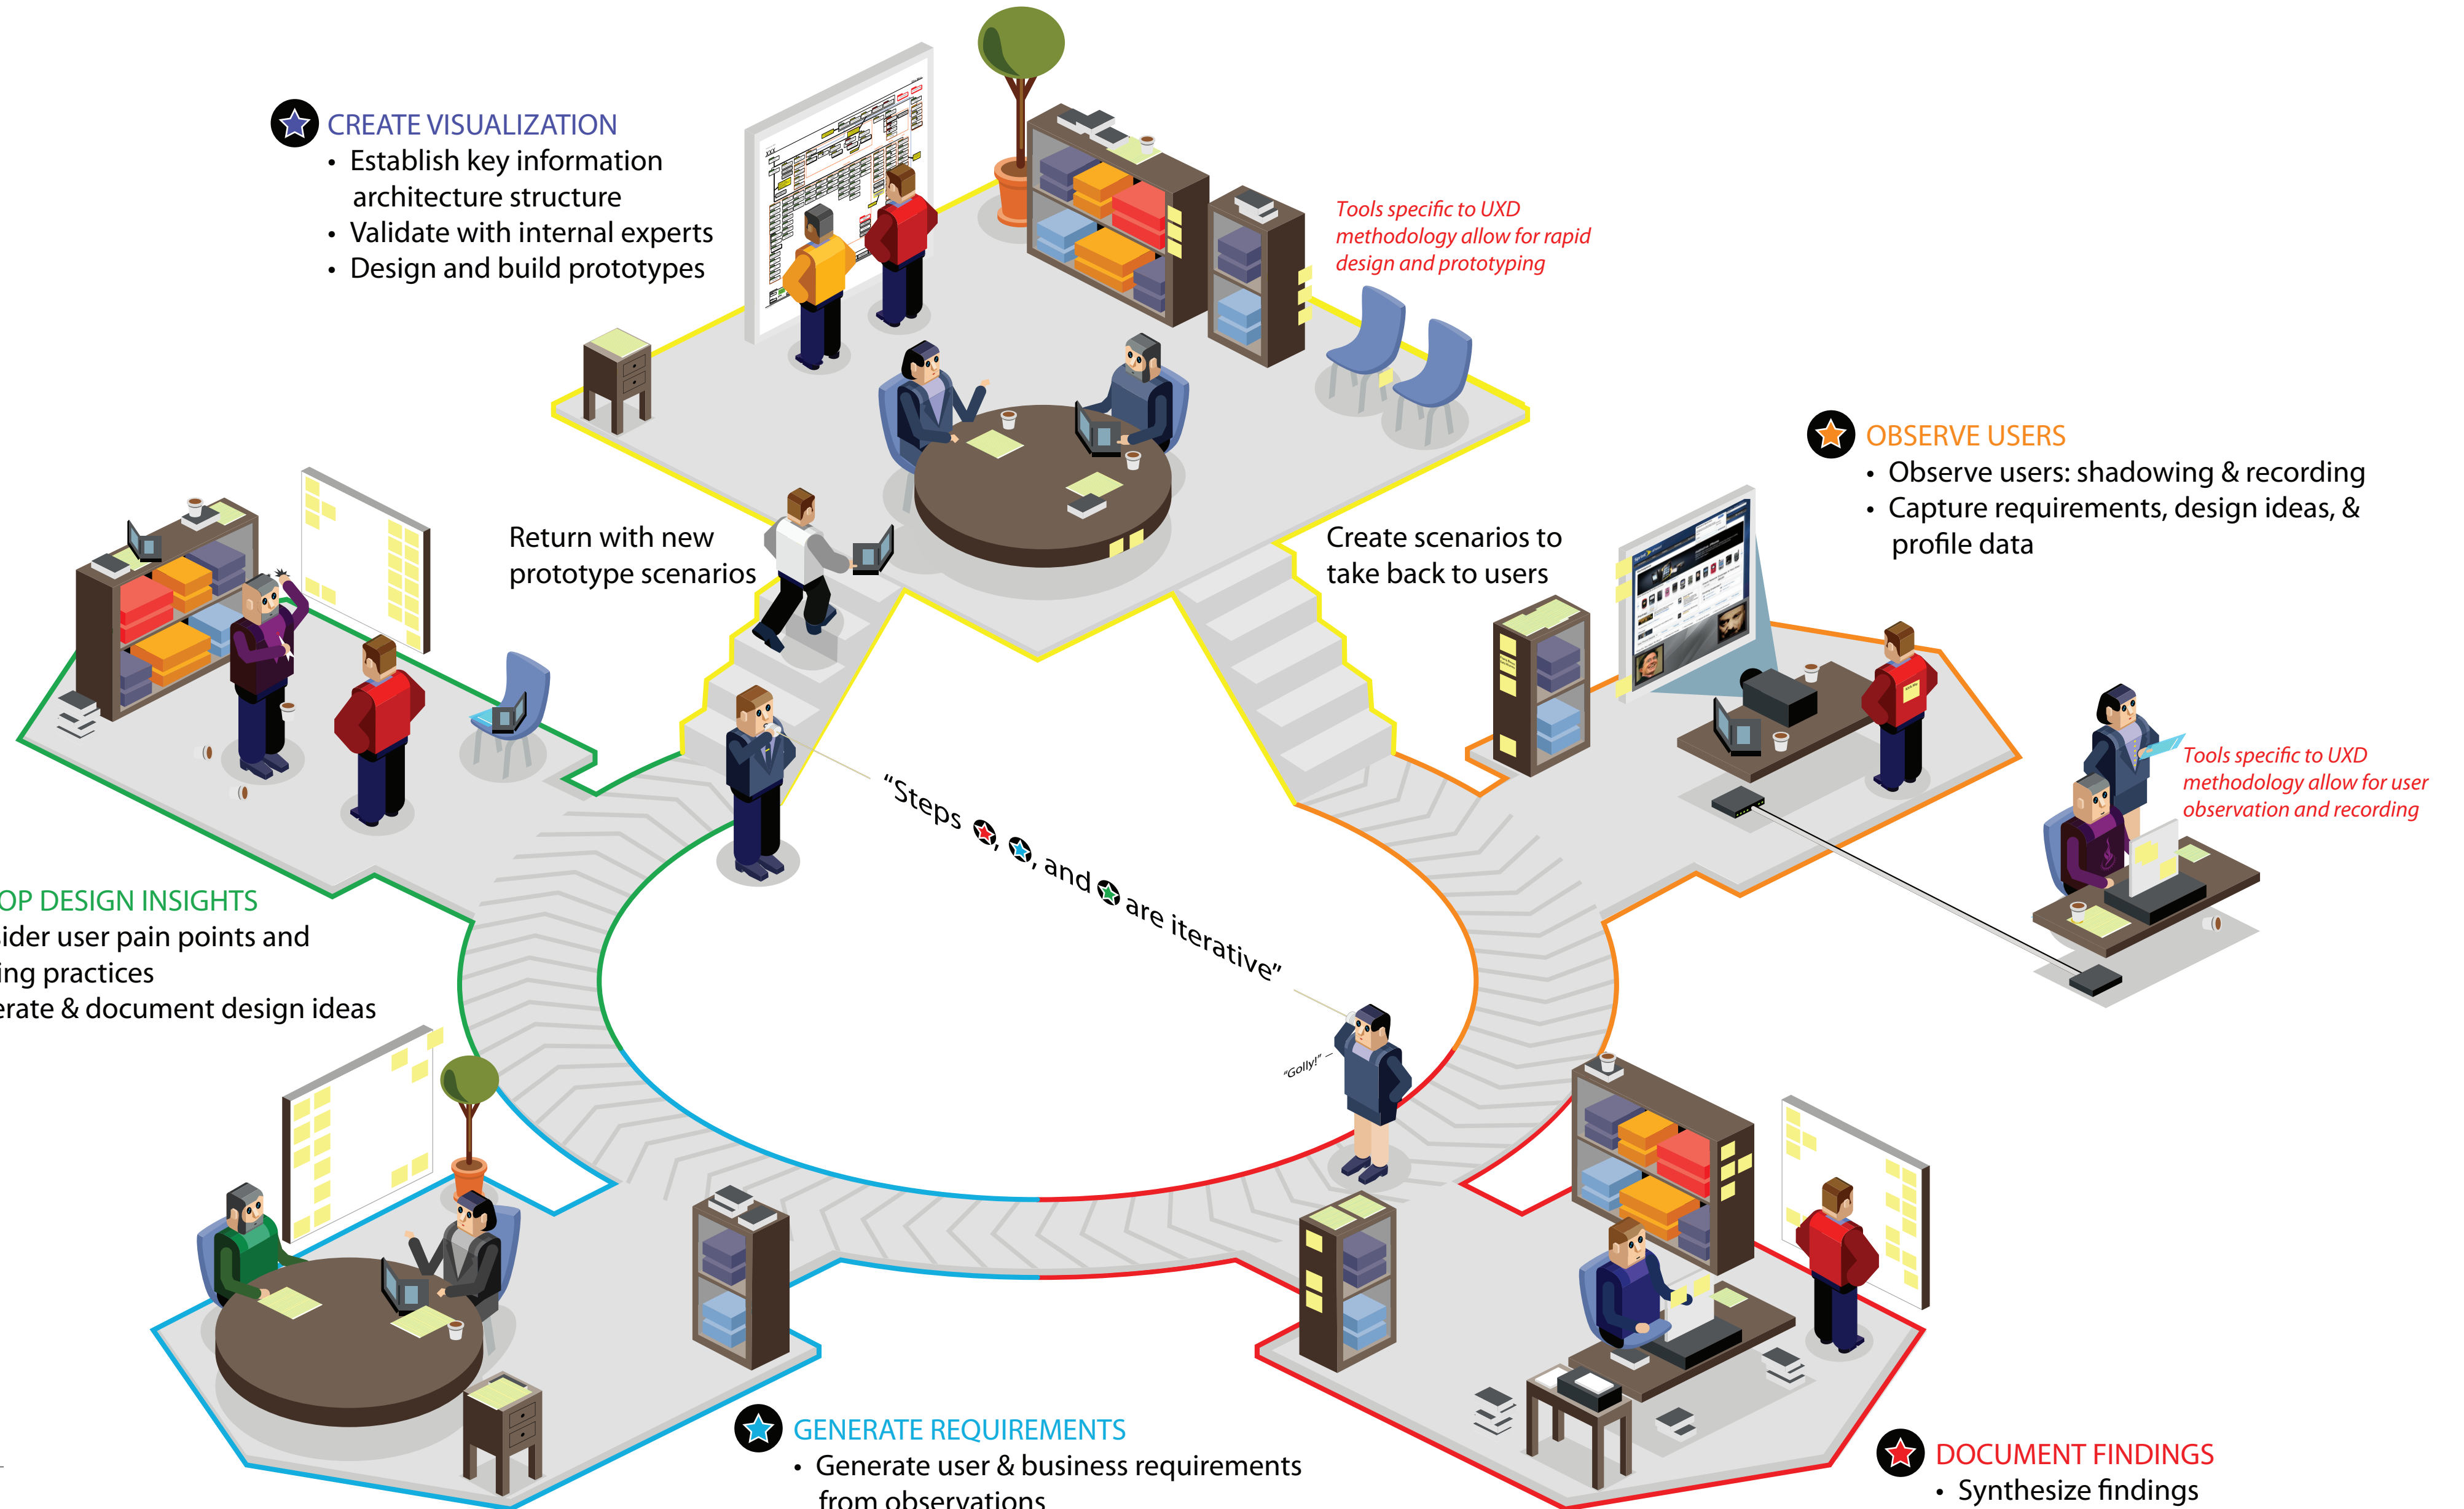 CREATE VISUALIZATION
• Establish key information
architecture structure
• Validate with internal experts
• Design and build prototypes
Tools specific to UXD
methodology allow for rapid
design and prototyping
OBSERVE USERS
• Observe users: shadowing & recording
• Capture requirements, design ideas, &
profile data
Return with new
prototype scenarios
Create scenarios to
take back to users
Tools specific to UXD
methodology allow for user
observation and recording
"Steps , , and are iterative"
"Golly!"
OP DESIGN INSIGHTS
sider user pain points and
ing practices
erate & document design ideas
GENERATE REQUIREMENTS
• Generate user & business requirements
from observations
DOCUMENT FINDINGS
• Synthesize findings